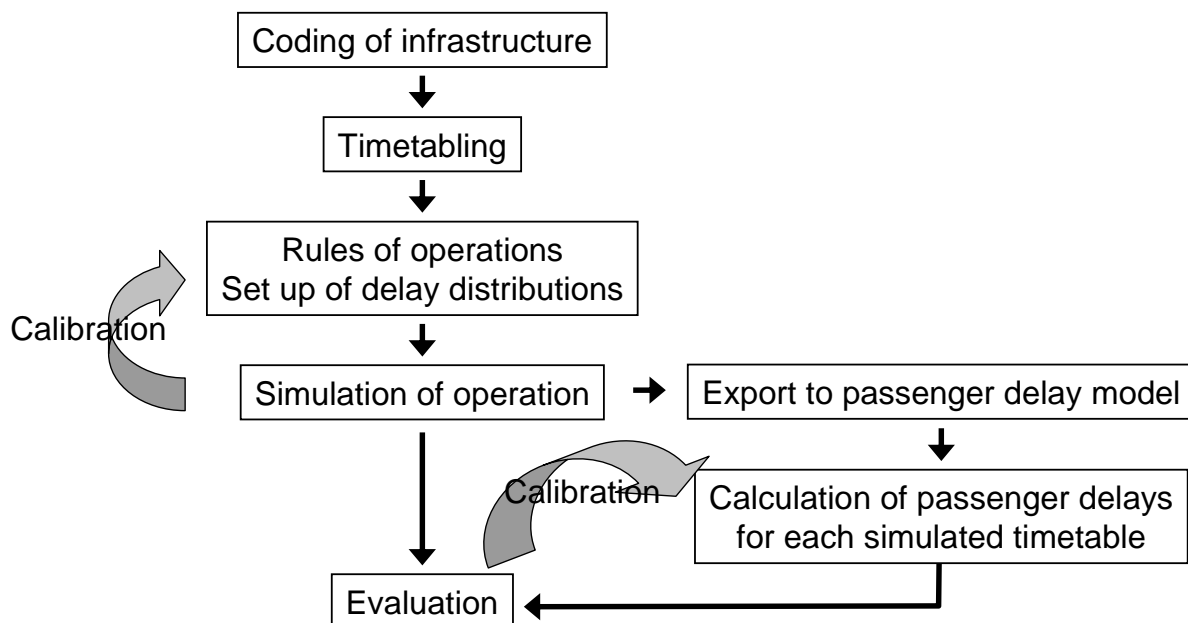 Coding of infrastructure
Timetabling
Rules of operations
Set up of delay distributions
Calibration
Simulation of operation
Export to passenger delay model
Calibration
Calculation of passenger delays
for each simulated timetable
Evaluation